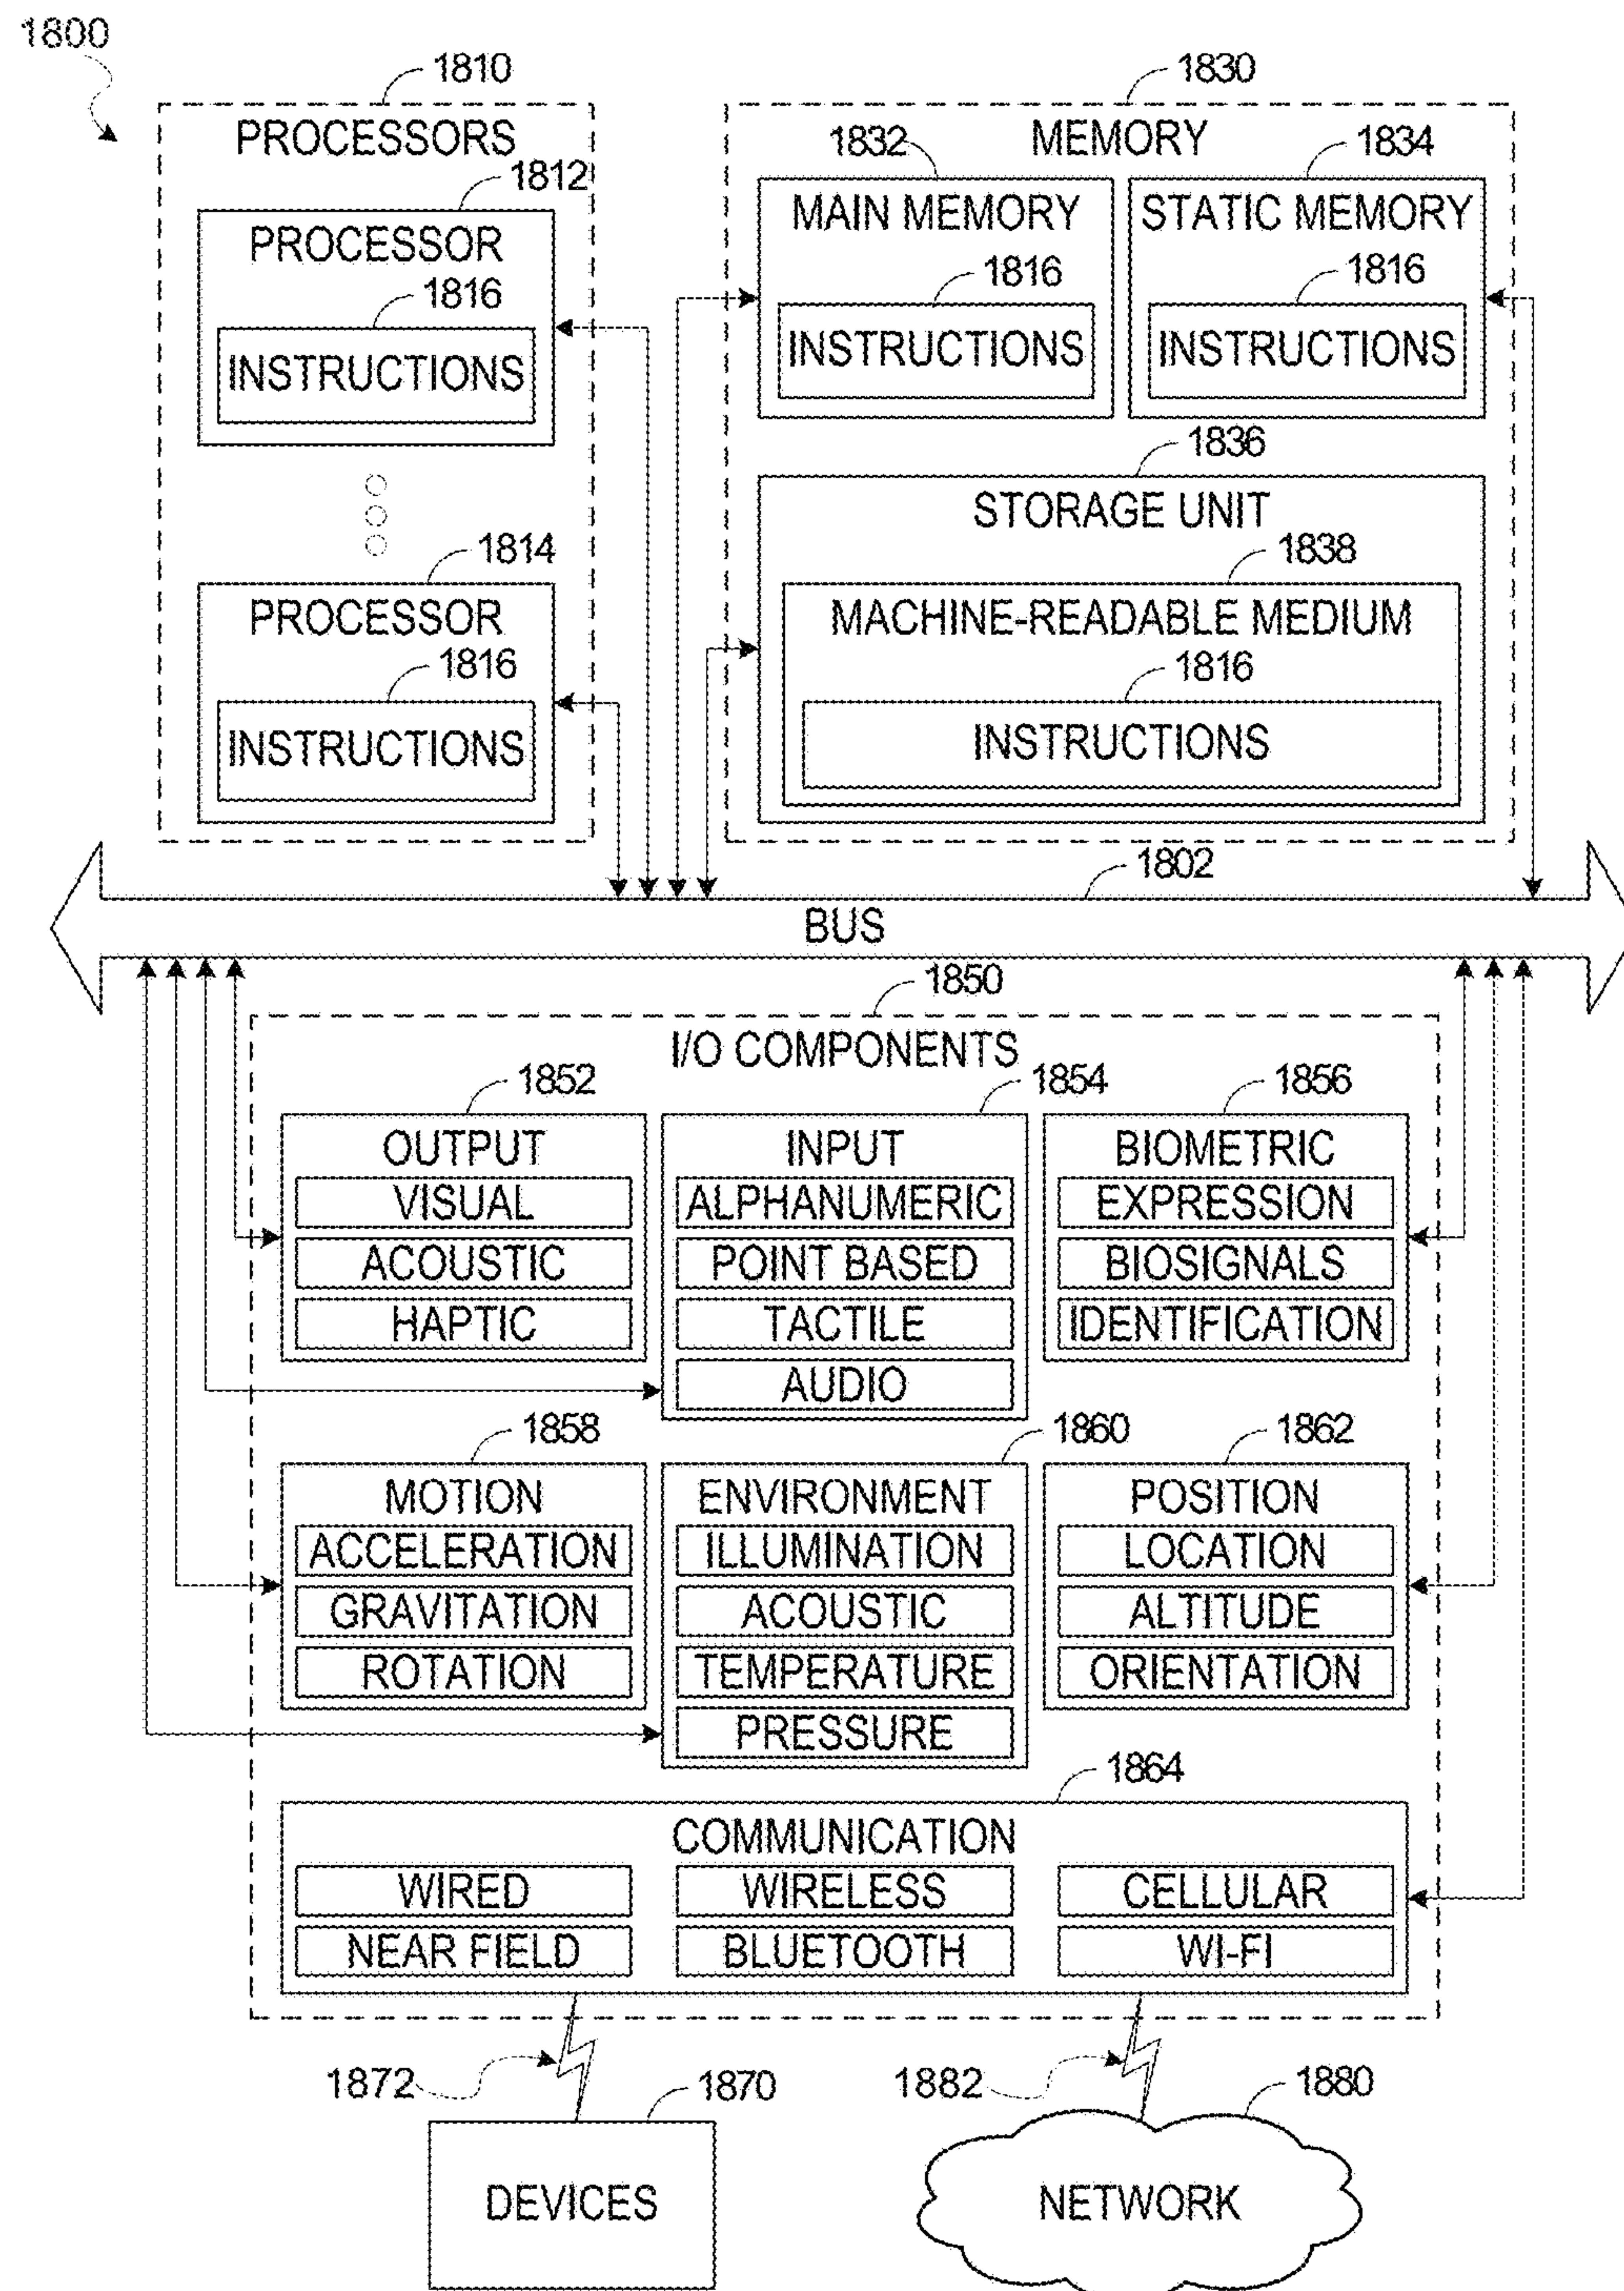 1800
1810
PROCESSORS
1812
PROCESSOR
1816
INSTRUCTIONS
1814
PROCESSOR
1816
INSTRUCTIONS
1830
MEMORY
1832
MAIN MEMORY
1816
INSTRUCTIONS
1834
STATIC MEMORY
1816
INSTRUCTIONS
1836
STORAGE UNIT
1838
MACHINE-READABLE MEDIUM
1816
INSTRUCTIONS
1802
BUS
1850
I/O COMPONENTS
1852
OUTPUT
VISUAL
ACOUSTIC
HAPTIC
1854
INPUT
ALPHANUMERIC
POINT BASED
TACTILE
AUDIO
1856
BIOMETRIC
EXPRESSION
BIOSIGNALS
IDENTIFICATION
1858
MOTION
ACCELERATION
GRAVITATION
ROTATION
1860
ENVIRONMENT
ILLUMINATION
ACOUSTIC
TEMPERATURE
PRESSURE
1862
POSITION
LOCATION
ALTITUDE
ORIENTATION
1864
COMMUNICATION
WIRED
WIRELESS
CELLULAR
NEAR FIELD
BLUETOOTH
WI-FI
1872
1870
DEVICES
1882
1880
NETWORK